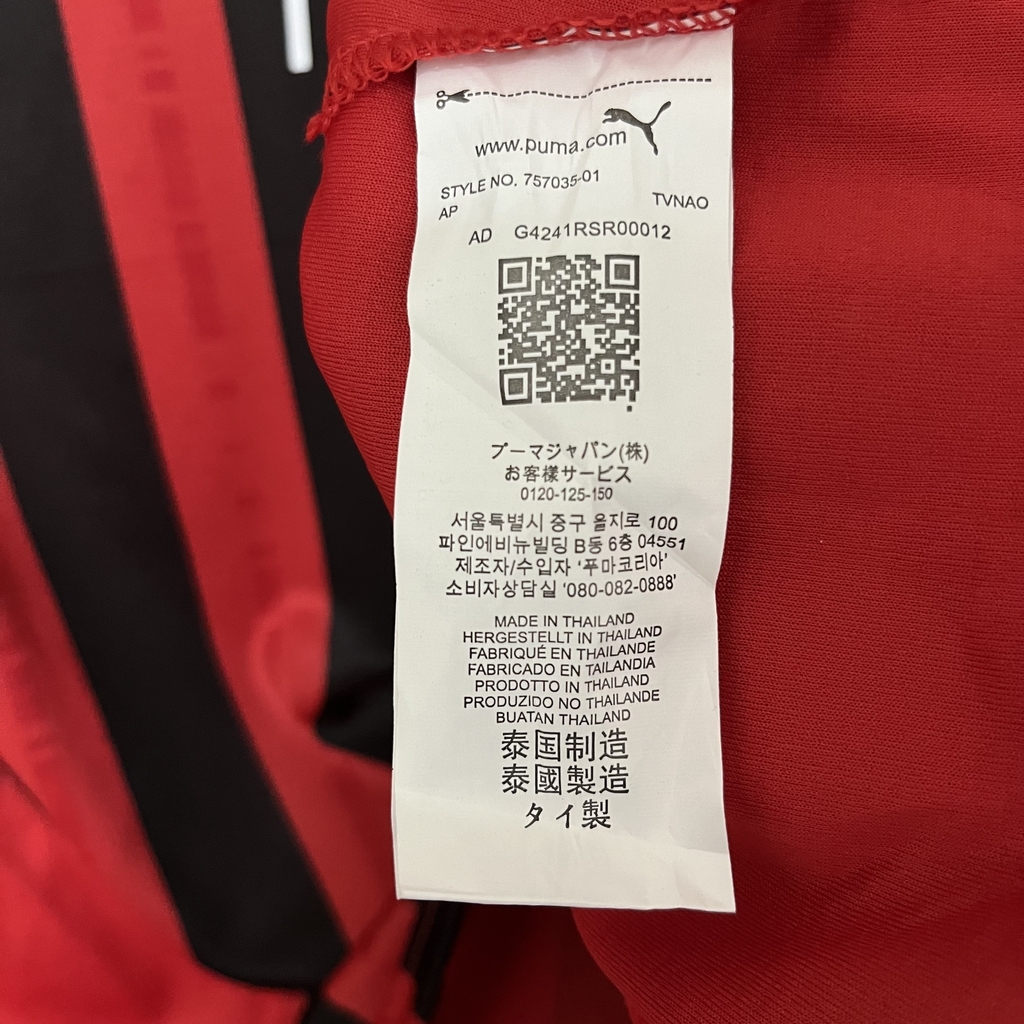 www.puma.com
STYLE NO. 757035-01
AP TVNAO
AD G4241RSR00012
プーマジャパン(株)
お客様サービス
0120-125-150
서울특별시 중구 을지로 100
파인에비뉴빌딩 B동 6층 04551
제조자/수입자 '푸마코리아'
소비자상담실 '080-082-0888'
MADE IN THAILAND
HERGESTELLT IN THAILAND
FABRIQUÉ EN THAILANDE
FABRICADO EN TAILANDIA
PRODOTTO IN THAILAND
PRODUZIDO NO THAILANDE
BUATAN THAILAND
泰国制造
泰國製造
タイ製